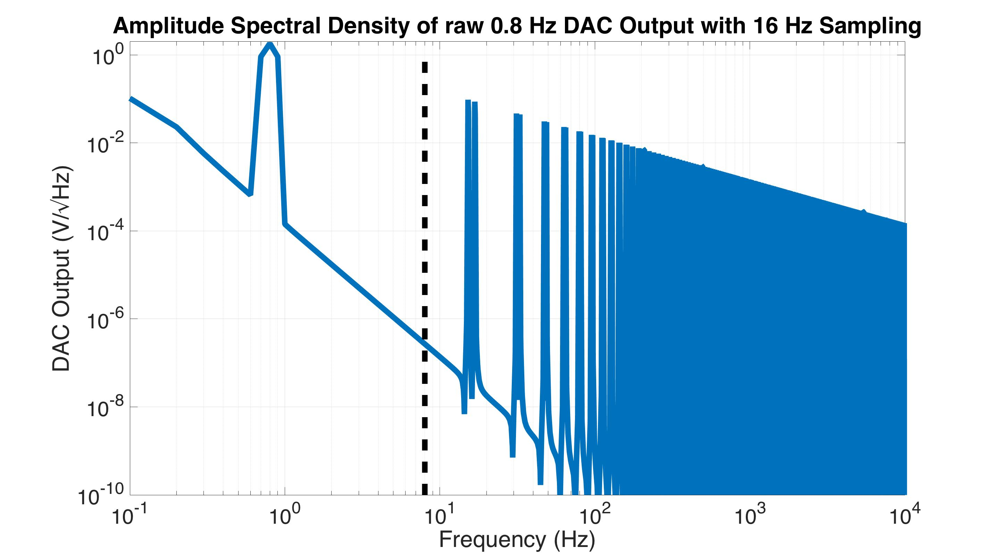 Amplitude Spectral Density of raw 0.8 Hz DAC Output with 16 Hz Sampling
DAC Output (V/√Hz)
10^0
10^-2
10^-4
10^-6
10^-8
10^-10
10^-1 10^0 10^1 10^2 10^3 10^4
Frequency (Hz)